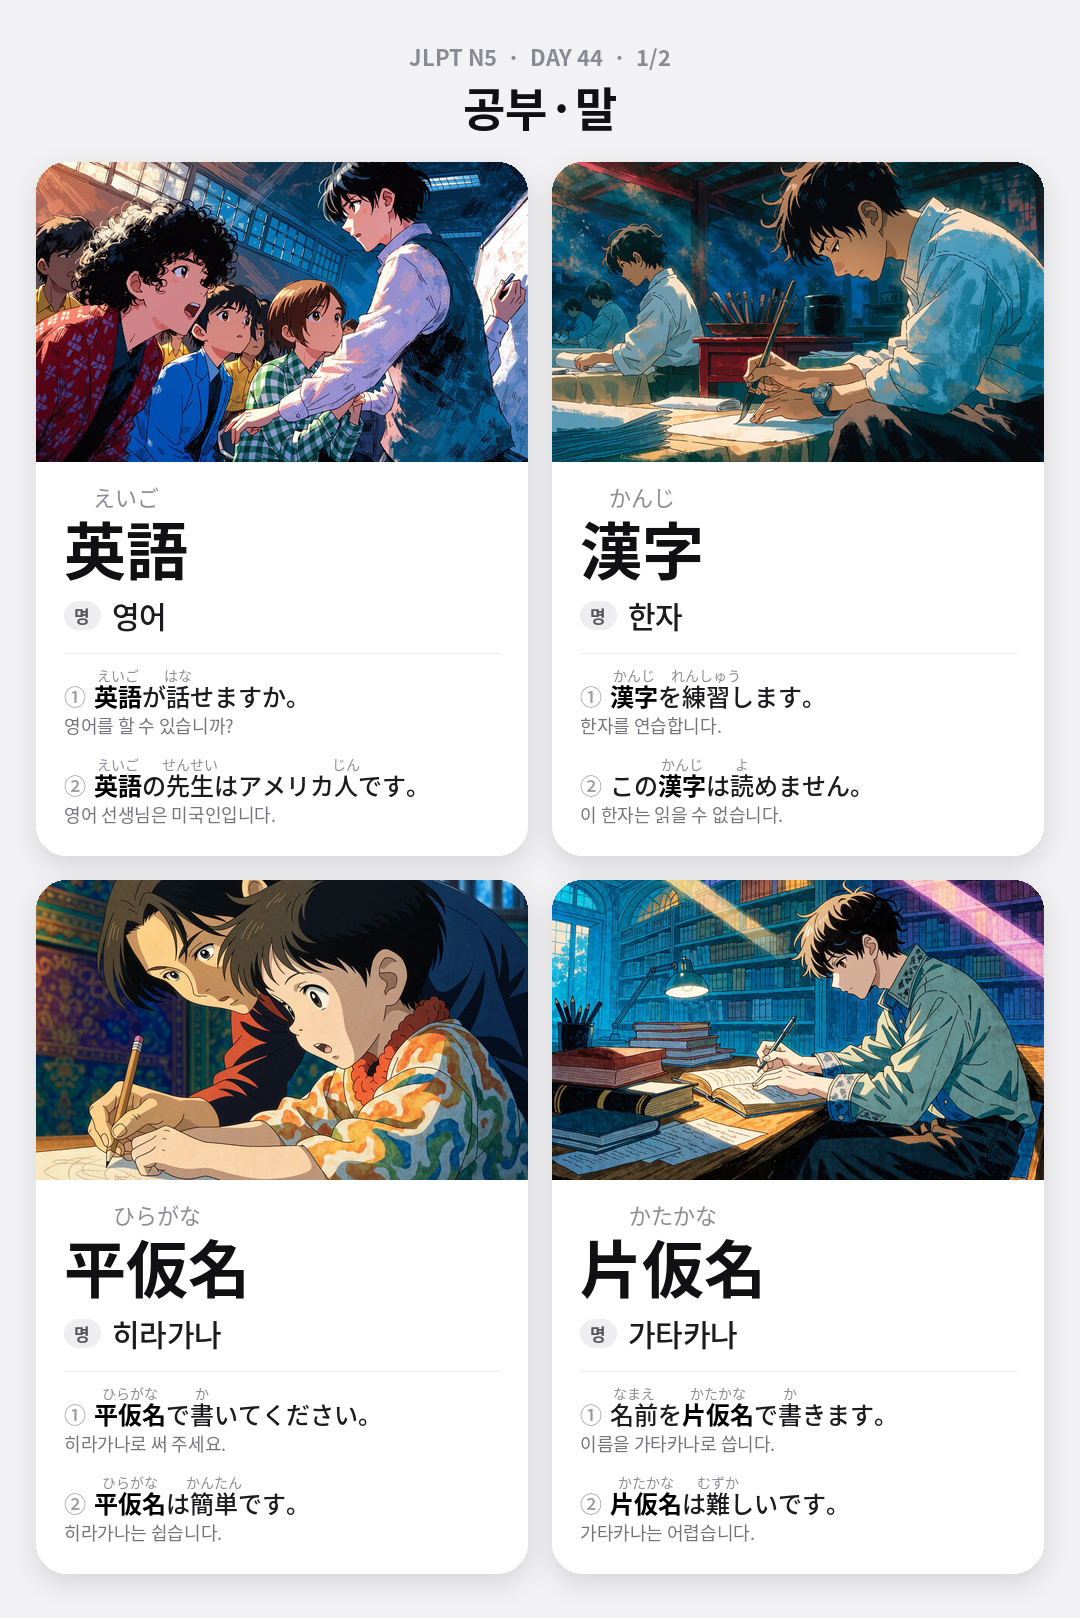 JLPT N5 · DAY 44 · 1/2
공부·말
えいご
英語
명 영어
えいご はな
① 英語が話せますか。
영어를 할 수 있습니까?
えいご せんせい じん
② 英語の先生はアメリカ人です。
영어 선생님은 미국인입니다.
かんじ
漢字
명 한자
かんじ れんしゅう
① 漢字を練習します。
한자를 연습합니다.
かんじ よ
② この漢字は読めません。
이 한자는 읽을 수 없습니다.
ひらがな
平仮名
명 히라가나
ひらがな か
① 平仮名で書いてください。
히라가나로 써 주세요.
ひらがな かんたん
② 平仮名は簡単です。
히라가나는 쉽습니다.
かたかな
片仮名
명 가타카나
なまえ かたかな か
① 名前を片仮名で書きます。
이름을 가타카나로 씁니다.
かたかな むずか
② 片仮名は難しいです。
가타카나는 어렵습니다.